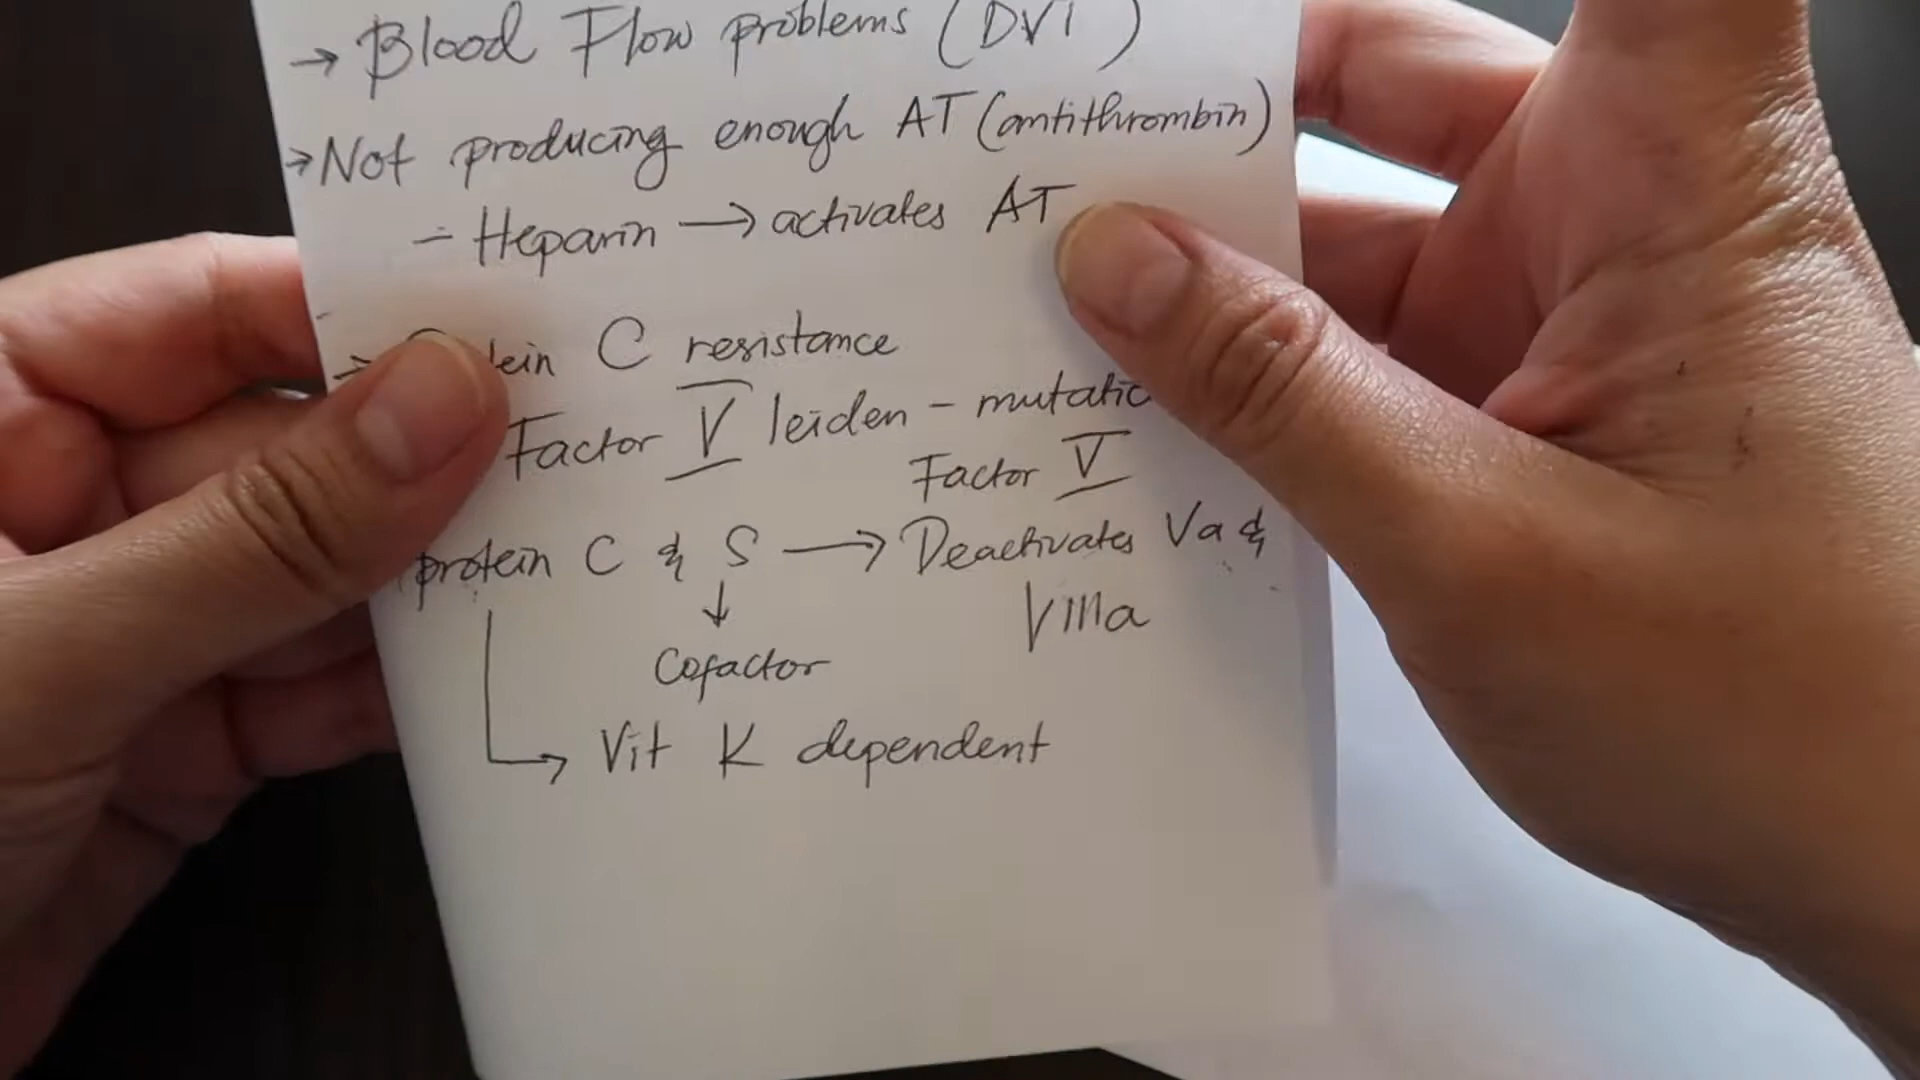 → Blood Flow problems (DVT)
→ Not producing enough AT (antithrombin)
- Heparin → activates AT
→ C resistance
Factor V leiden - mutatio
Factor V
protein C & S → Deactivates Va &
VIIIa
↓
Cofactor
→ Vit K dependent